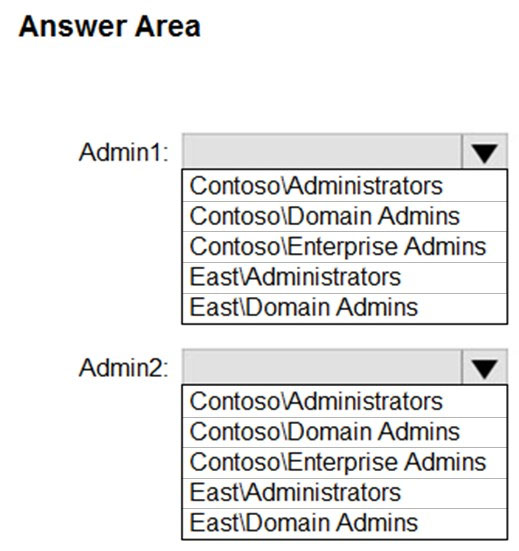 Answer Area
Admin1:
Contoso\Administrators
Contoso\Domain Admins
Contoso\Enterprise Admins
East\Administrators
East\Domain Admins
Admin2:
Contoso\Administrators
Contoso\Domain Admins
Contoso\Enterprise Admins
East\Administrators
East\Domain Admins